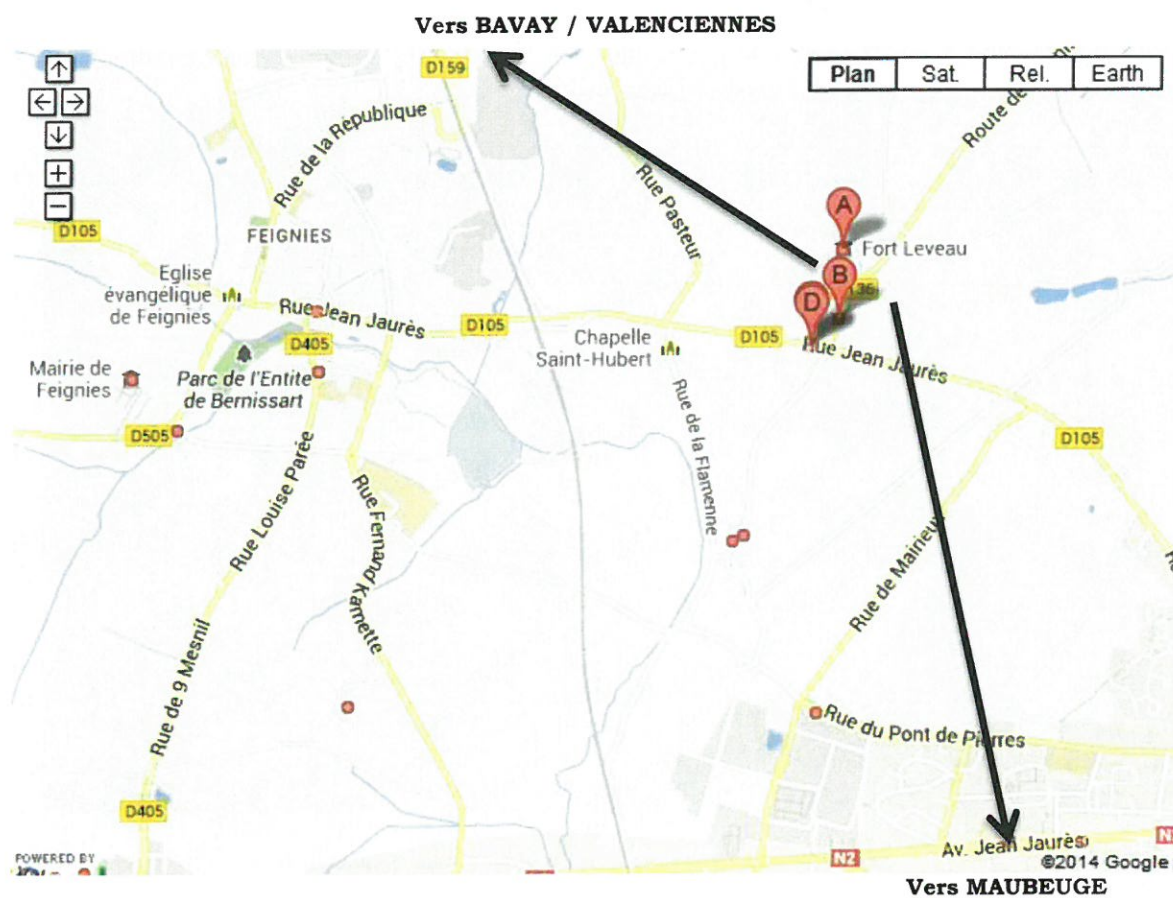 Vers BAVAY / VALENCIENNES
D159
Plan
Sat.
Rel.
Earth
Route de
Rue de la République
Rue Pasteur
A
D105
FEIGNIES
Fort Leveau
B
136
D
Eglise
évangélique
de Feignies
Rue Jean Jaurès
D105
Chapelle
Saint-Hubert
D105
Rue Jean Jaurès
D405
Mairie de
Feignies
Parc de l'Entite
de Bernissart
D505
D105
Rue de la Flamenne
Rue Louise Parée
Rue Fernand Karnette
Rue de Mairieux
Rue de 9 Mesnil
Rue du Pont de Pierres
D405
POWERED BY
N2
Av. Jean Jaurès
©2014 Google
Vers MAUBEUGE